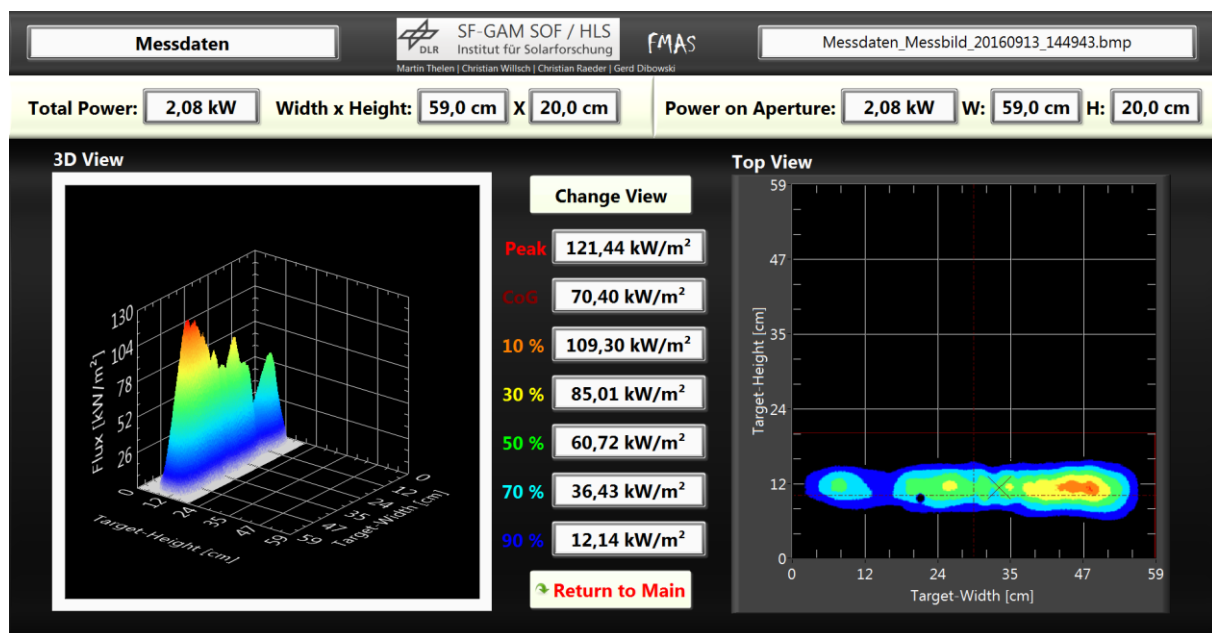 Messdaten
DLR
SF-GAM SOF / HLS
Institut für Solarforschung
FMAS
Martin Thelen | Christian Willsch | Christian Raeder | Gerd Dibowski
Messdaten_Messbild_20160913_144943.bmp
Total Power: 2,08 kW Width x Height: 59,0 cm X 20,0 cm
Power on Aperture: 2,08 kW W: 59,0 cm H: 20,0 cm
3D View
130
104
78
52
26
Flux [kW/m²]
0 12 24 35 47 59
Target-Height [cm]
59 47 35 24 12 0
Target-Width [cm]
Change View
Peak 121,44 kW/m²
CoG 70,40 kW/m²
10 % 109,30 kW/m²
30 % 85,01 kW/m²
50 % 60,72 kW/m²
70 % 36,43 kW/m²
90 % 12,14 kW/m²
Return to Main
Top View
59
47
35
24
12
0
Target-Height [cm]
0 12 24 35 47 59
Target-Width [cm]